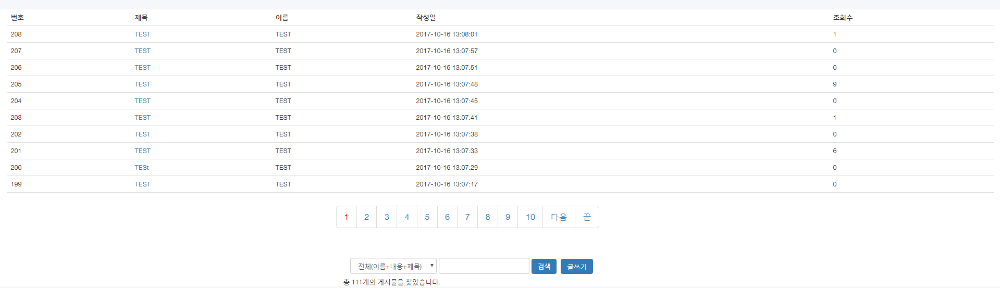 번호 제목 이름 작성일 조회수
208 TEST TEST 2017-10-16 13:08:01 1
207 TEST TEST 2017-10-16 13:07:57 0
206 TEST TEST 2017-10-16 13:07:51 0
205 TEST TEST 2017-10-16 13:07:48 9
204 TEST TEST 2017-10-16 13:07:45 0
203 TEST TEST 2017-10-16 13:07:41 1
202 TEST TEST 2017-10-16 13:07:38 0
201 TEST TEST 2017-10-16 13:07:33 6
200 TESt TEST 2017-10-16 13:07:29 0
199 TEST TEST 2017-10-16 13:07:17 0
1 2 3 4 5 6 7 8 9 10 다음 끝
전체(이름+내용+제목) 검색 글쓰기
총 111개의 게시물을 찾았습니다.